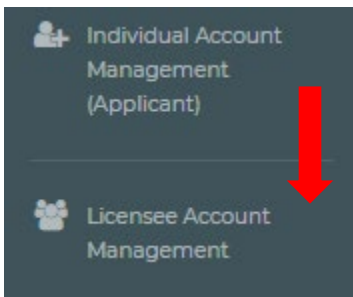 Individual Account
Management
(Applicant)
Licensee Account
Management